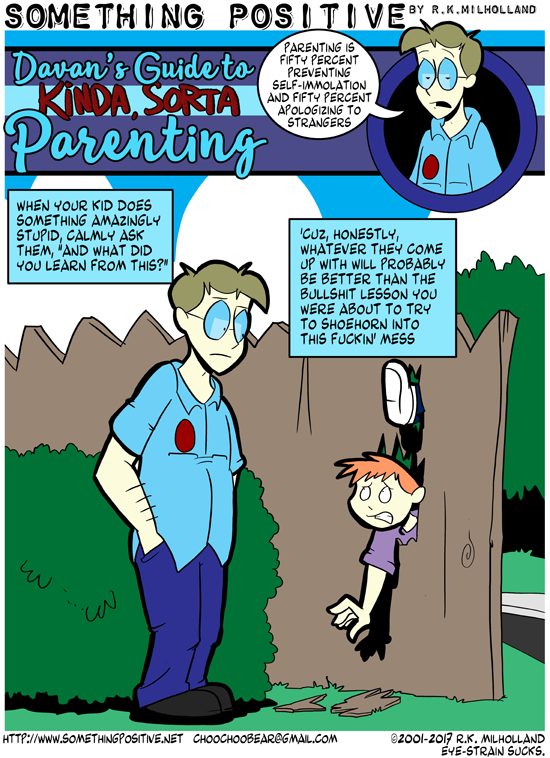 SOMETHING POSITIVE BY R.K.MILHOLLAND
Davan's Guide to
KINDA, SORTA
Parenting
PARENTING IS
FIFTY PERCENT
PREVENTING
SELF-IMMOLATION
AND FIFTY PERCENT
APOLOGIZING TO
STRANGERS
WHEN YOUR KID DOES
SOMETHING AMAZINGLY
STUPID, CALMLY ASK
THEM, "AND WHAT DID
YOU LEARN FROM THIS?"
'CUZ, HONESTLY,
WHATEVER THEY COME
UP WITH WILL PROBABLY
BE BETTER THAN THE
BULLSHIT LESSON YOU
WERE ABOUT TO TRY
TO SHOEHORN INTO
THIS FUCKIN' MESS
HTTP://WWW.SOMETHINGPOSITIVE.NET CHOOCHOOBEAR@GMAIL.COM ©2001-2017 R.K. MILHOLLAND
EYE-STRAIN SUCKS.